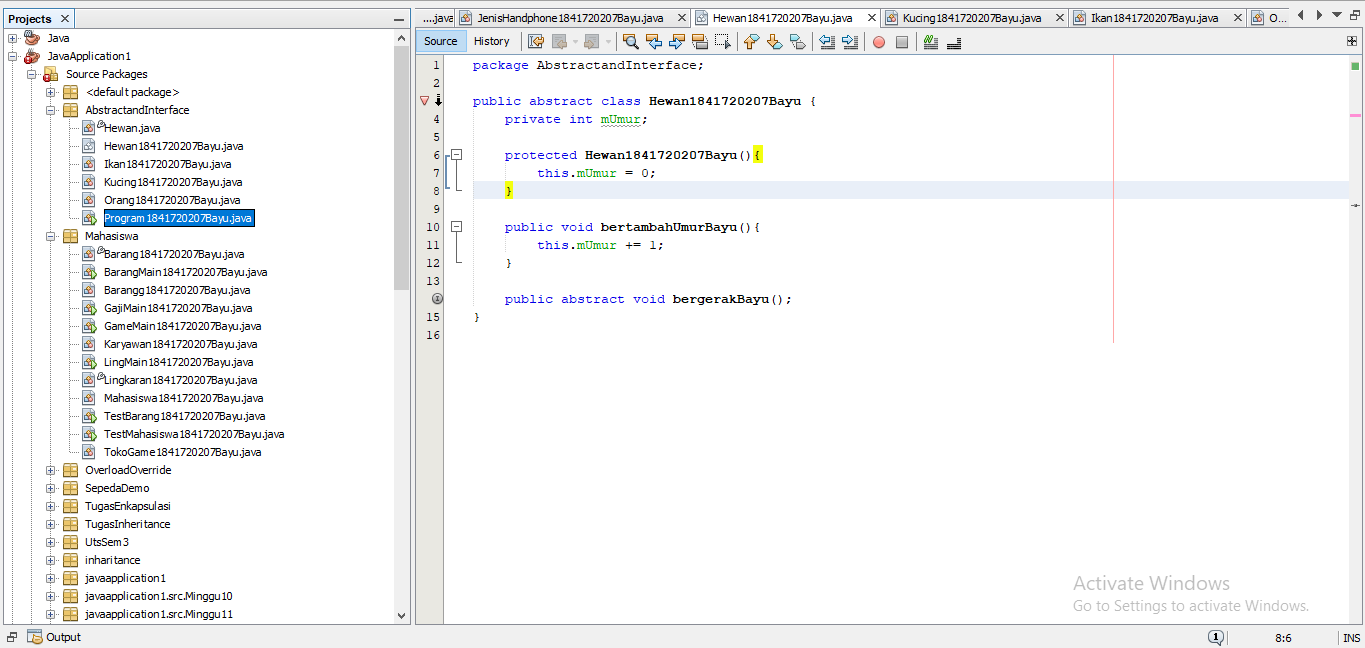 Projects
Java
JavaApplication1
Source Packages
<default package>
AbstractandInterface
Hewan.java
Hewan1841720207Bayu.java
Ikan1841720207Bayu.java
Kucing1841720207Bayu.java
Orang1841720207Bayu.java
Program1841720207Bayu.java
Mahasiswa
Barang1841720207Bayu.java
BarangMain1841720207Bayu.java
Barangg1841720207Bayu.java
GajiMain1841720207Bayu.java
GameMain1841720207Bayu.java
Karyawan1841720207Bayu.java
LingMain1841720207Bayu.java
Lingkaran1841720207Bayu.java
Mahasiswa1841720207Bayu.java
TestBarang1841720207Bayu.java
TestMahasiswa1841720207Bayu.java
TokoGame1841720207Bayu.java
OverloadOverride
SepedaDemo
TugasEnkapsulasi
TugasInheritance
UtsSem3
inharitance
javaapplication1
javaapplication1.src.Minggu10
javaapplication1.src.Minggu11
....java JenisHandphone1841720207Bayu.java Hewan1841720207Bayu.java Kucing1841720207Bayu.java Ikan1841720207Bayu.java O...
Source History
1 package AbstractandInterface;
2
public abstract class Hewan1841720207Bayu {
4 private int mUmur;
5
6 protected Hewan1841720207Bayu(){
7 this.mUmur = 0;
8 }
9
10 public void bertambahUmurBayu(){
11 this.mUmur += 1;
12 }
13
public abstract void bergerakBayu();
15 }
16
Activate Windows
Go to Settings to activate Windows.
Output
1 8:6 INS